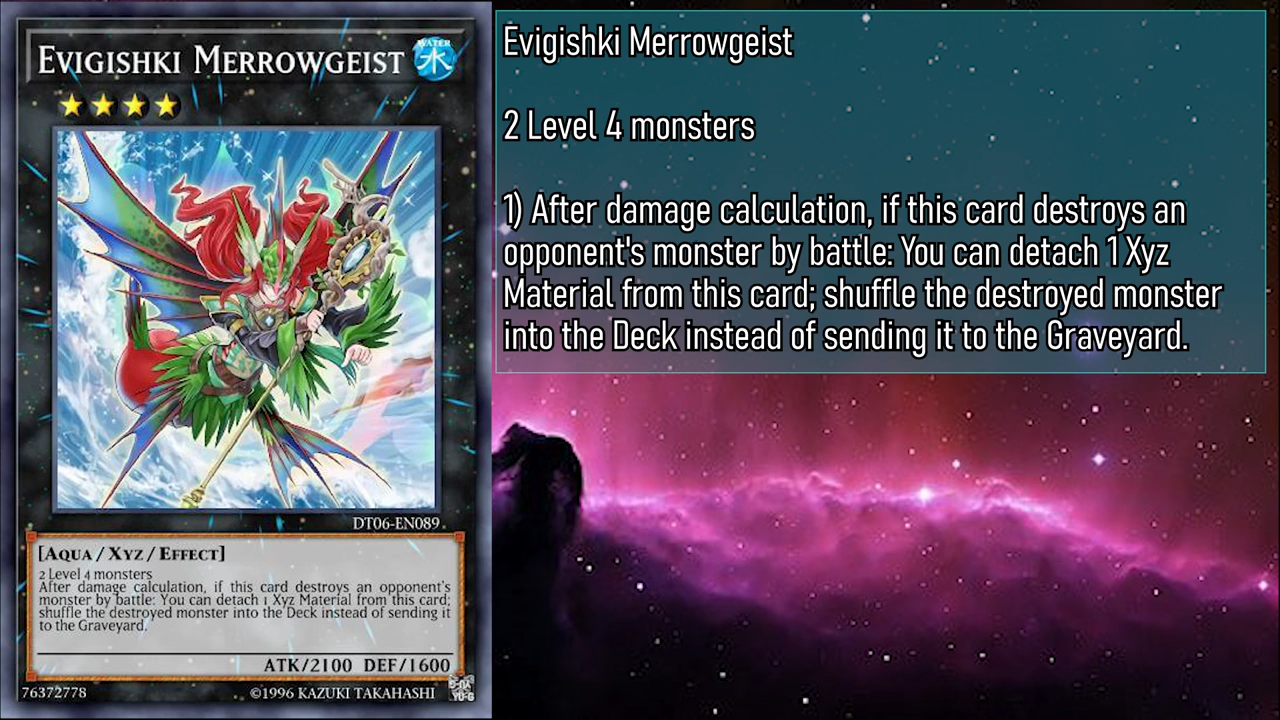 EVIGISHKI MERROWGEIST
WATER
水
DT06-EN089
[AQUA / XYZ / EFFECT]
2 Level 4 monsters
After damage calculation, if this card destroys an opponent's
monster by battle: You can detach 1 Xyz Material from this card;
shuffle the destroyed monster into the Deck instead of sending it
to the Graveyard.
ATK/2100 DEF/1600
76372778
©1996 KAZUKI TAKAHASHI
Evigishki Merrowgeist
2 Level 4 monsters
1) After damage calculation, if this card destroys an
opponent's monster by battle: You can detach 1 Xyz
Material from this card; shuffle the destroyed monster
into the Deck instead of sending it to the Graveyard.